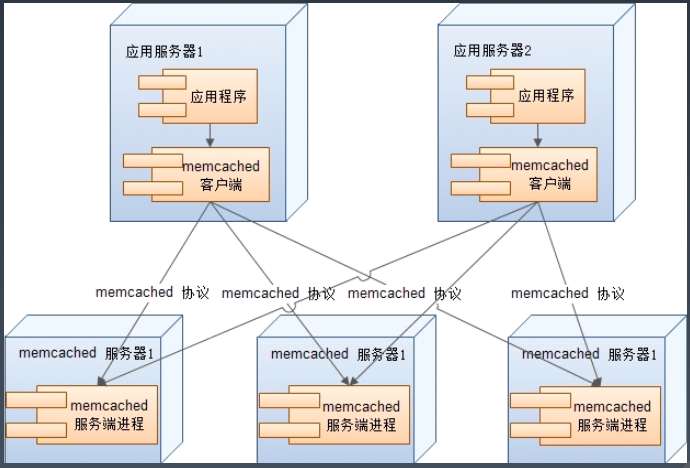 应用服务器1
应用服务器2
应用程序
应用程序
memcached
客户端
memcached
客户端
memcached 协议
memcached 协议
memcached 协议
memcached 协议
memcached 服务器1
memcached 服务器1
memcached 服务器1
memcached
服务端进程
memcached
服务端进程
memcached
服务端进程